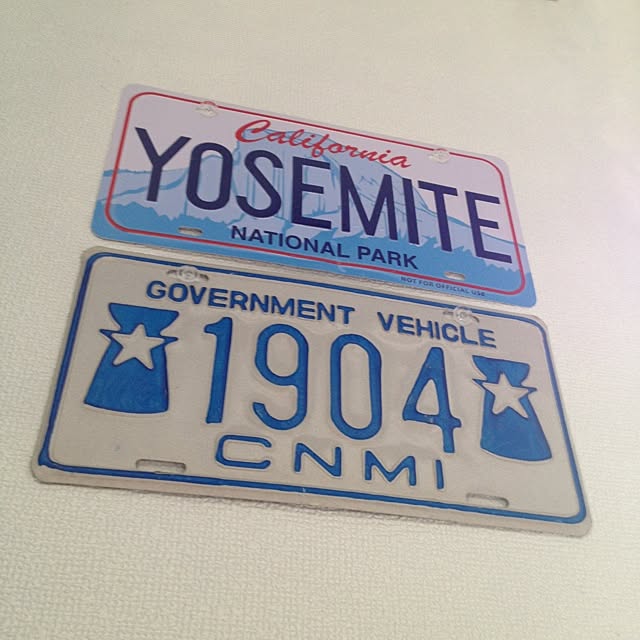 California
YOSEMITE
NATIONAL PARK
NOT FOR OFFICIAL USE
GOVERNMENT VEHICLE
1904
CNMI